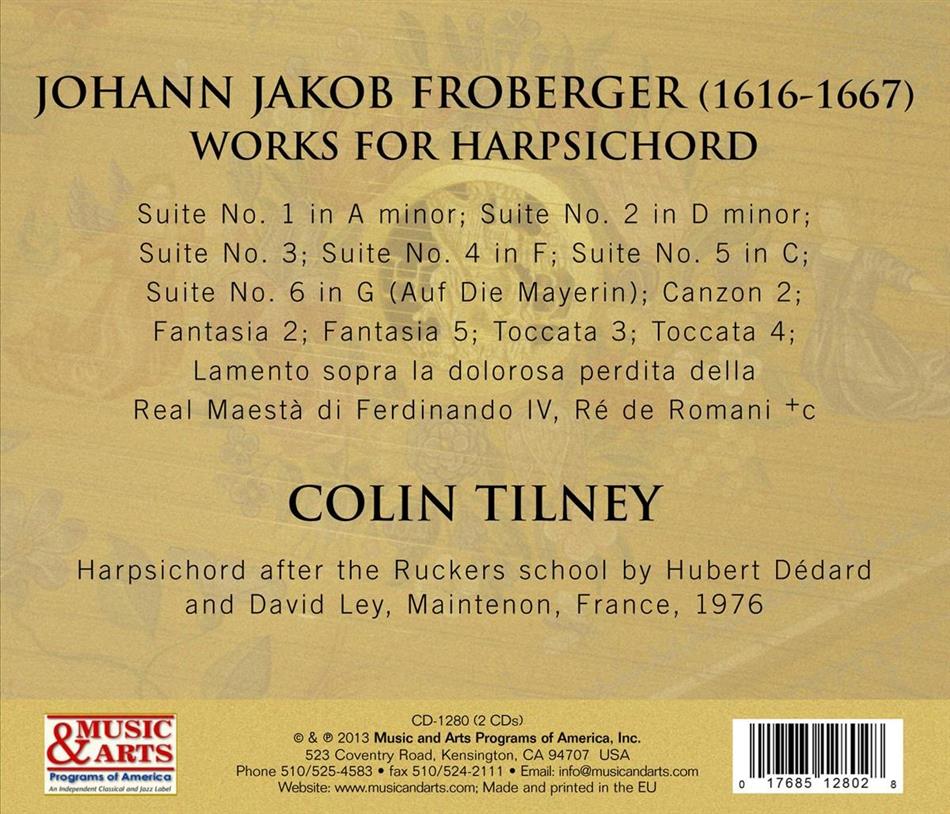 JOHANN JAKOB FROBERGER (1616-1667)
WORKS FOR HARPSICHORD
Suite No. 1 in A minor; Suite No. 2 in D minor;
Suite No. 3; Suite No. 4 in F; Suite No. 5 in C;
Suite No. 6 in G (Auf Die Mayerin); Canzon 2;
Fantasia 2; Fantasia 5; Toccata 3; Toccata 4;
Lamento sopra la dolorosa perdita della
Real Maestà di Ferdinando IV, Ré de Romani +c
COLIN TILNEY
Harpsichord after the Ruckers school by Hubert Dédard
and David Ley, Maintenon, France, 1976
MUSIC
& ARTS
Programs of America
An Independent Classical and Jazz Label
CD-1280 (2 CDs)
© & ℗ 2013 Music and Arts Programs of America, Inc.
523 Coventry Road, Kensington, CA 94707 USA
Phone 510/525-4583 • fax 510/524-2111 • Email: info@musicandarts.com
Website: www.musicandarts.com; Made and printed in the EU
0 17685 12802 8